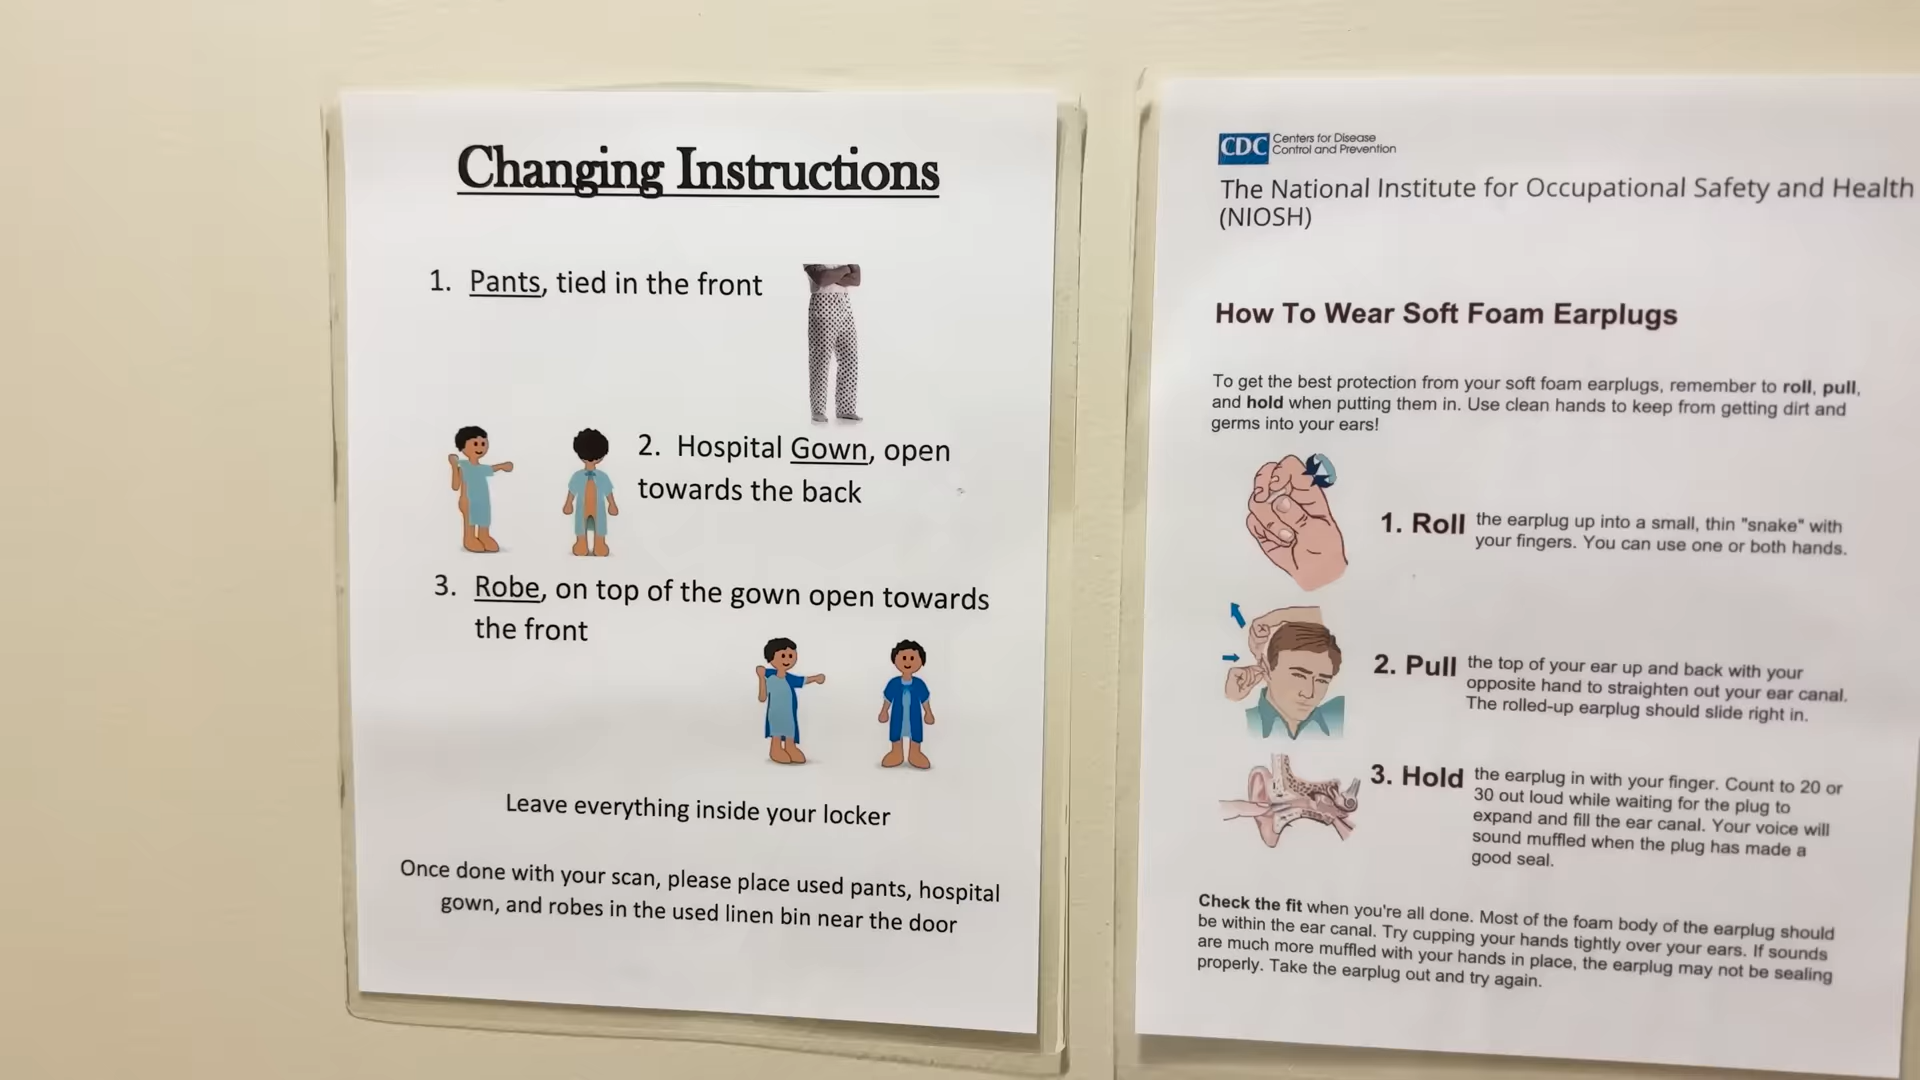 Changing Instructions
1. Pants, tied in the front
2. Hospital Gown, open
towards the back
3. Robe, on top of the gown open towards
the front
Leave everything inside your locker
Once done with your scan, please place used pants, hospital
gown, and robes in the used linen bin near the door
CDC Centers for Disease
Control and Prevention
The National Institute for Occupational Safety and Health
(NIOSH)
How To Wear Soft Foam Earplugs
To get the best protection from your soft foam earplugs, remember to roll, pull,
and hold when putting them in. Use clean hands to keep from getting dirt and
germs into your ears!
1. Roll the earplug up into a small, thin "snake" with
your fingers. You can use one or both hands.
2. Pull the top of your ear up and back with your
opposite hand to straighten out your ear canal.
The rolled-up earplug should slide right in.
3. Hold the earplug in with your finger. Count to 20 or
30 out loud while waiting for the plug to
expand and fill the ear canal. Your voice will
sound muffled when the plug has made a
good seal.
Check the fit when you're all done. Most of the foam body of the earplug should
be within the ear canal. Try cupping your hands tightly over your ears. If sounds
are much more muffled with your hands in place, the earplug may not be sealing
properly. Take the earplug out and try again.